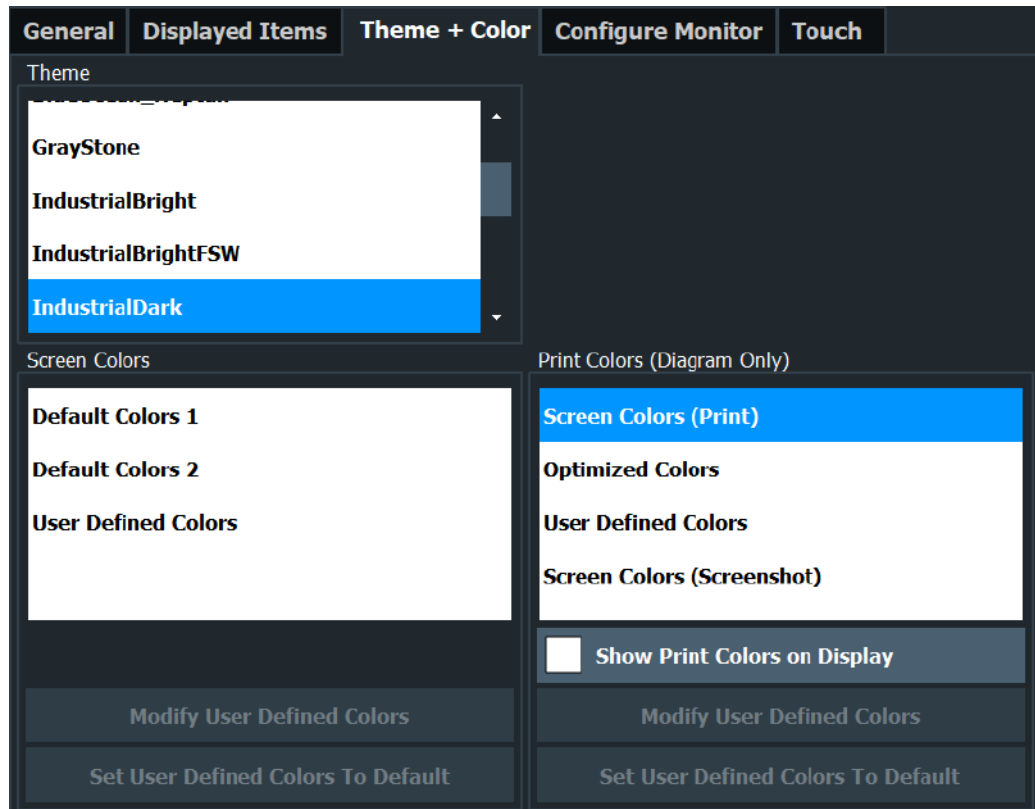 General Displayed Items Theme + Color Configure Monitor Touch
Theme
GrayStone
IndustrialBright
IndustrialBrightFSW
IndustrialDark
Screen Colors
Default Colors 1
Default Colors 2
User Defined Colors
Modify User Defined Colors
Set User Defined Colors To Default
Print Colors (Diagram Only)
Screen Colors (Print)
Optimized Colors
User Defined Colors
Screen Colors (Screenshot)
Show Print Colors on Display
Modify User Defined Colors
Set User Defined Colors To Default